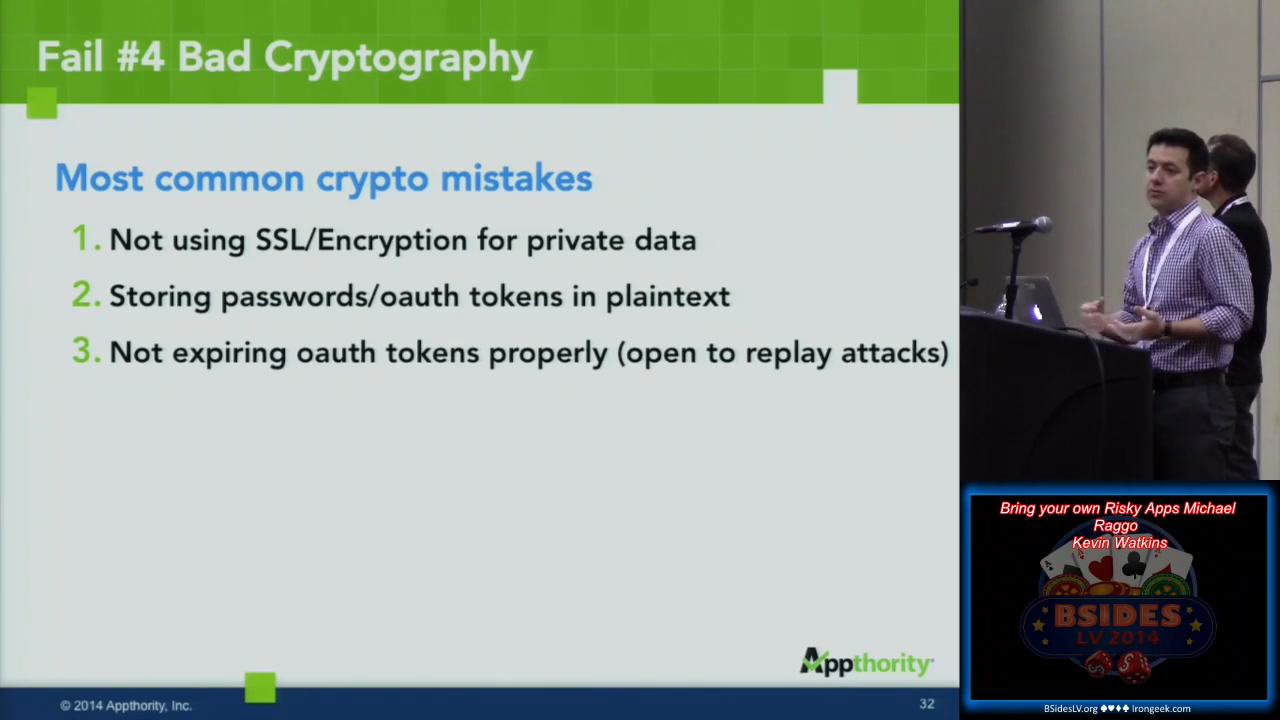 Fail #4 Bad Cryptography
Most common crypto mistakes
1. Not using SSL/Encryption for private data
2. Storing passwords/oauth tokens in plaintext
3. Not expiring oauth tokens properly (open to replay attacks)
Appthority
© 2014 Appthority, Inc.
32
Bring your own Risky Apps Michael
Raggo
Kevin Watkins
BSIDES
LV 2014
BSidesLV.org ♠♥♦♣ Irongeek.com